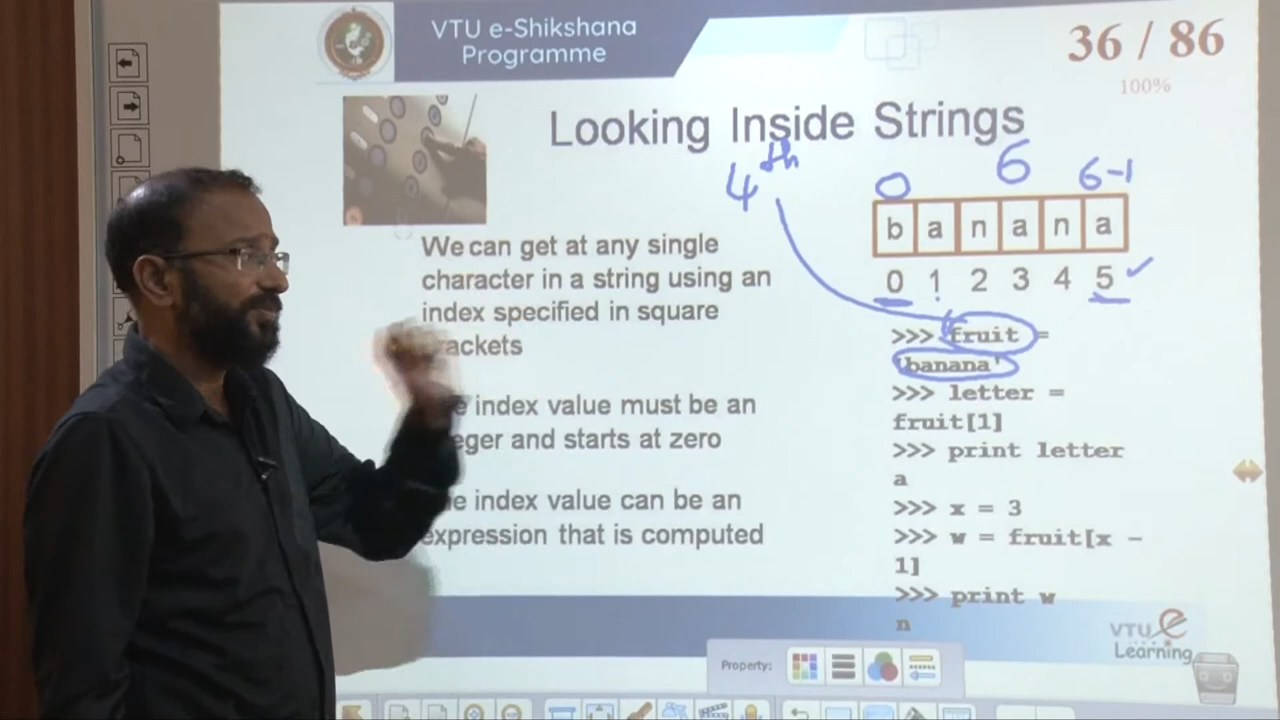 VTU e-Shikshana
Programme
36 / 86
100%
Looking Inside Strings
4th
0 6 6-1
b a n a n a
0 1 2 3 4 5
We can get at any single
character in a string using an
index specified in square
index value must be an
and starts at zero
index value can be an
expression that is computed
>>> fruit =
'banana'
>>> letter =
fruit[1]
>>> print letter
a
>>> x = 3
>>> w = fruit[x -
1]
>>> print w
n
VTU e
Learning
Property: